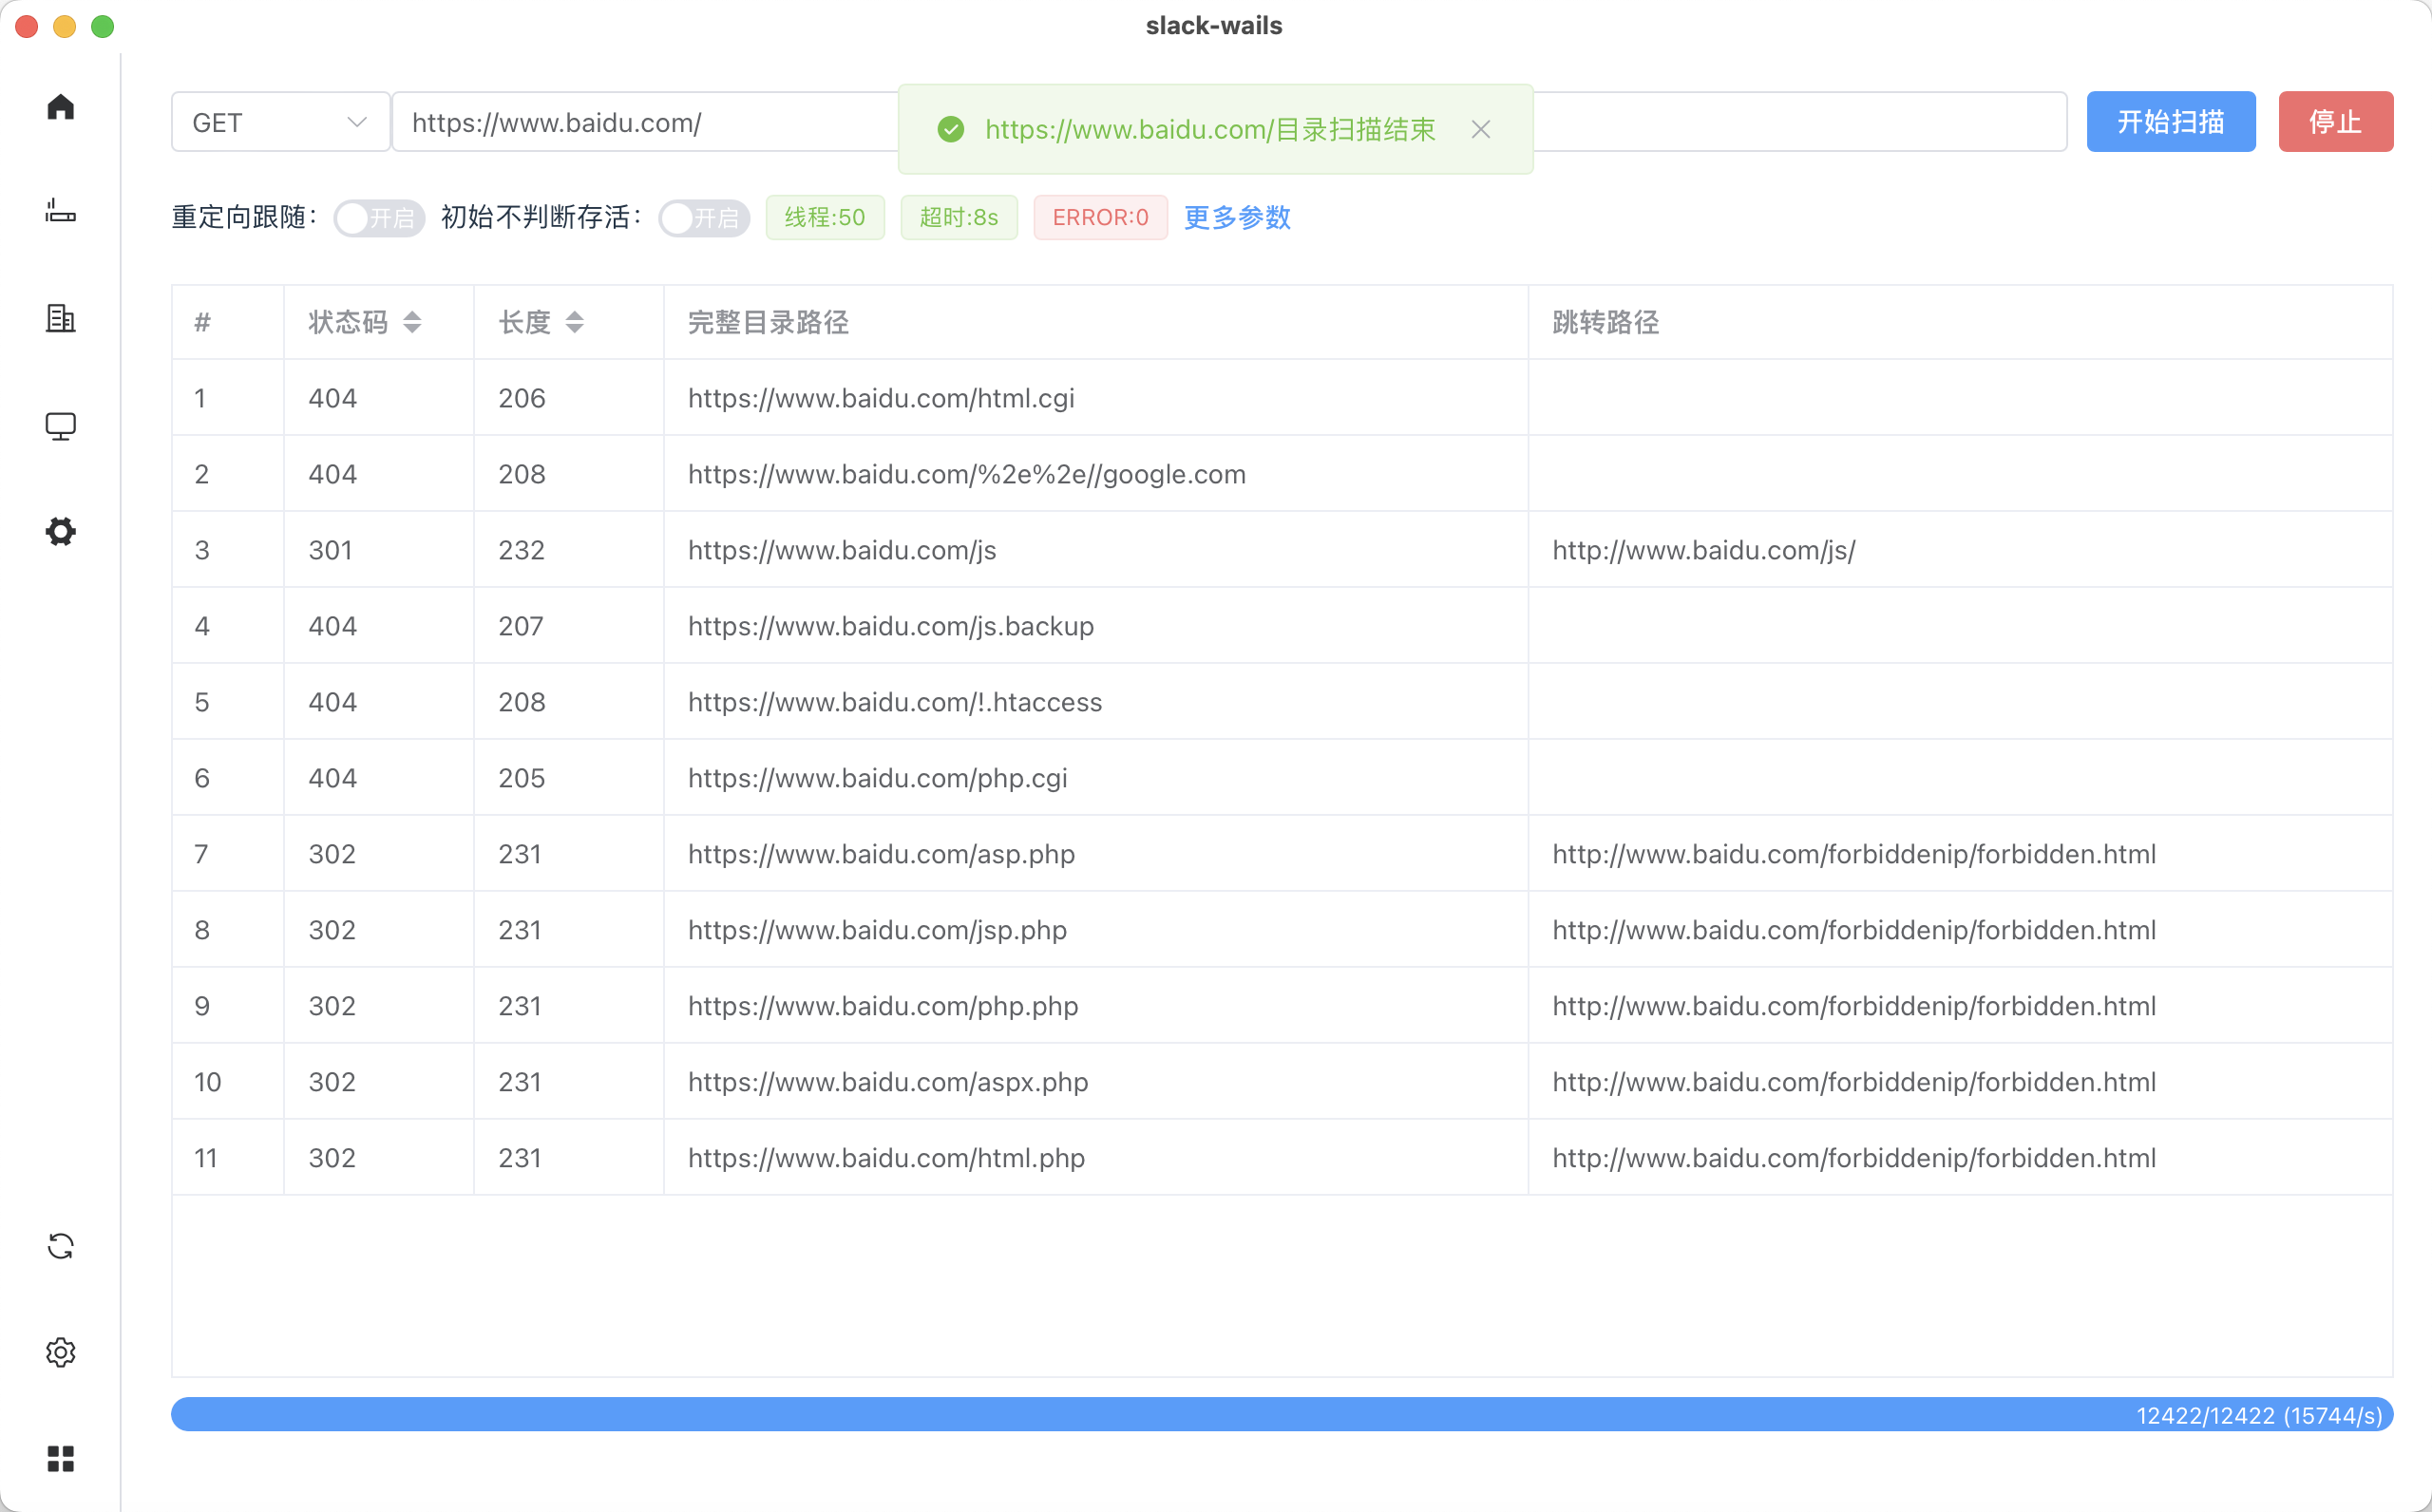 slack-wails
GET https://www.baidu.com/ https://www.baidu.com/目录扫描结束 开始扫描 停止
重定向跟随： 开启 初始不判断存活： 开启 线程:50 超时:8s ERROR:0 更多参数
# 状态码 长度 完整目录路径 跳转路径
1 404 206 https://www.baidu.com/html.cgi
2 404 208 https://www.baidu.com/%2e%2e//google.com
3 301 232 https://www.baidu.com/js http://www.baidu.com/js/
4 404 207 https://www.baidu.com/js.backup
5 404 208 https://www.baidu.com/!.htaccess
6 404 205 https://www.baidu.com/php.cgi
7 302 231 https://www.baidu.com/asp.php http://www.baidu.com/forbiddenip/forbidden.html
8 302 231 https://www.baidu.com/jsp.php http://www.baidu.com/forbiddenip/forbidden.html
9 302 231 https://www.baidu.com/php.php http://www.baidu.com/forbiddenip/forbidden.html
10 302 231 https://www.baidu.com/aspx.php http://www.baidu.com/forbiddenip/forbidden.html
11 302 231 https://www.baidu.com/html.php http://www.baidu.com/forbiddenip/forbidden.html
12422/12422 (15744/s)